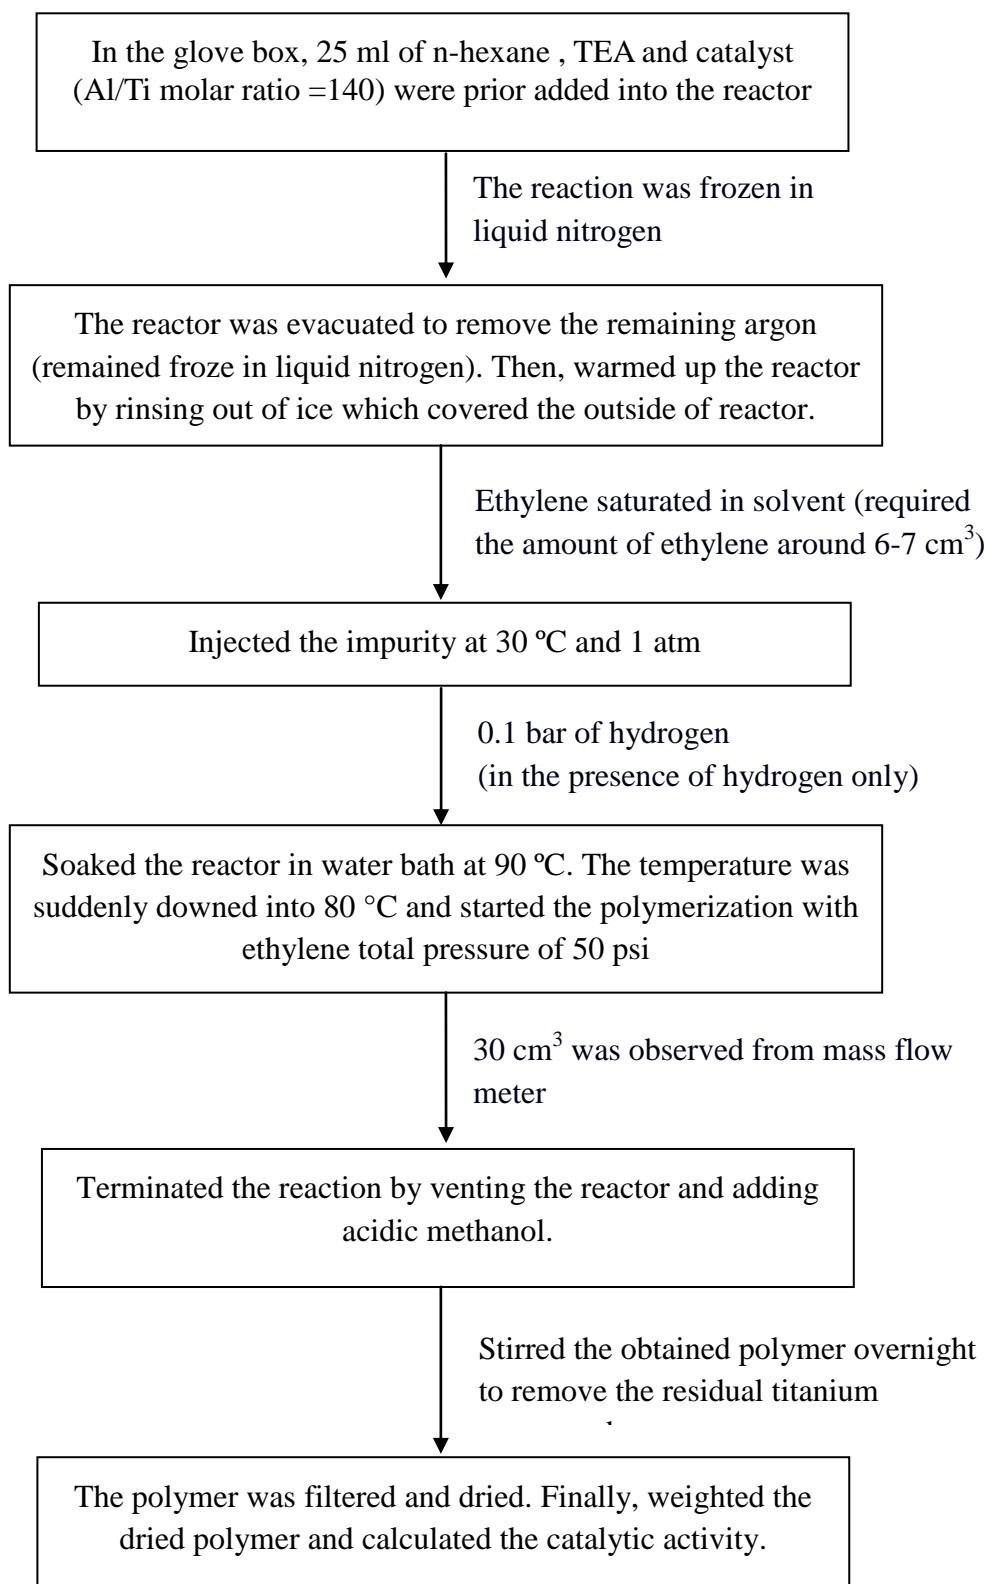 In the glove box, 25 ml of n-hexane , TEA and catalyst
(Al/Ti molar ratio =140) were prior added into the reactor
The reaction was frozen in
liquid nitrogen
The reactor was evacuated to remove the remaining argon
(remained froze in liquid nitrogen). Then, warmed up the reactor
by rinsing out of ice which covered the outside of reactor.
Ethylene saturated in solvent (required
the amount of ethylene around 6-7 cm³)
Injected the impurity at 30 ºC and 1 atm
0.1 bar of hydrogen
(in the presence of hydrogen only)
Soaked the reactor in water bath at 90 ºC. The temperature was
suddenly downed into 80 °C and started the polymerization with
ethylene total pressure of 50 psi
30 cm³ was observed from mass flow
meter
Terminated the reaction by venting the reactor and adding
acidic methanol.
Stirred the obtained polymer overnight
to remove the residual titanium
The polymer was filtered and dried. Finally, weighted the
dried polymer and calculated the catalytic activity.